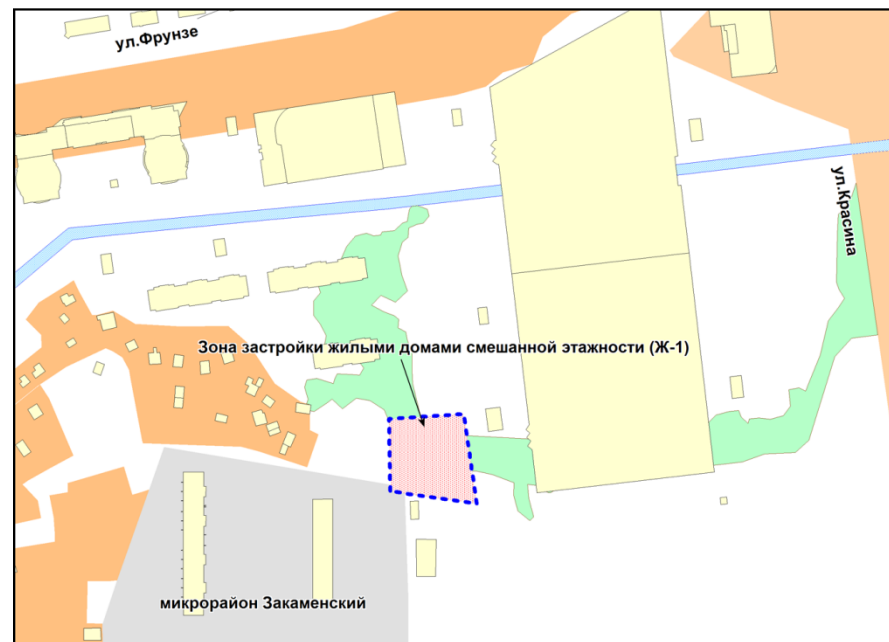 ул.Фрунзе
ул.Красина
Зона застройки жилыми домами смешанной этажности (Ж-1)
микрорайон Закаменский